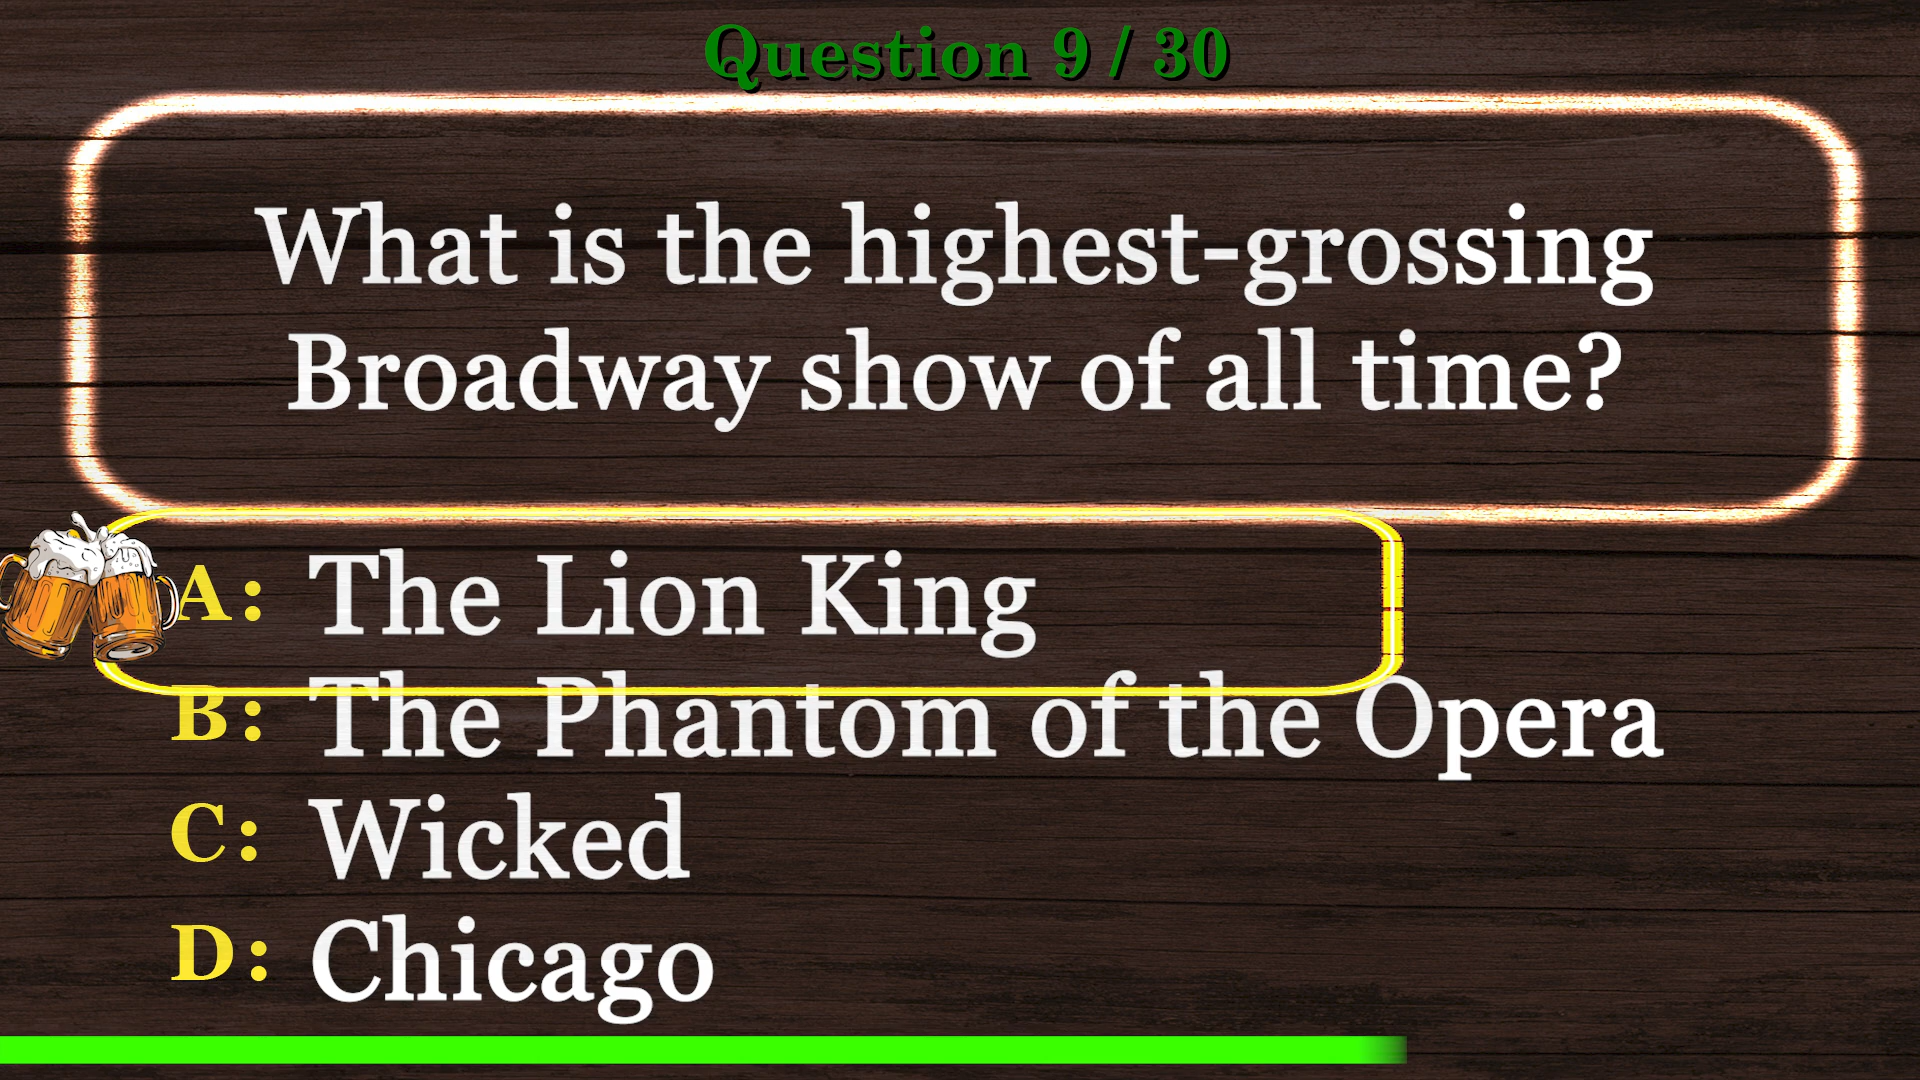 Question 9 / 30
What is the highest-grossing
Broadway show of all time?
A: The Lion King
B: The Phantom of the Opera
C: Wicked
D: Chicago